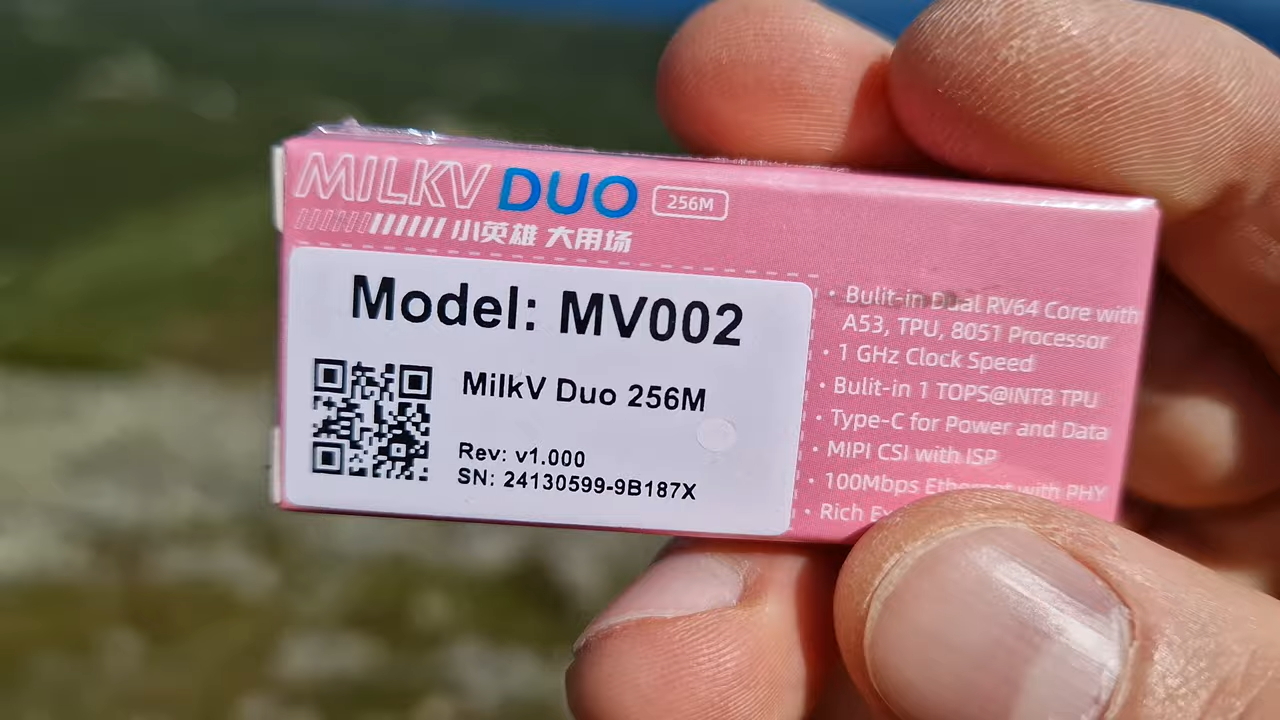 MILKV DUO 256M
小英雄 大用场
Model: MV002
MilkV Duo 256M
Rev: v1.000
SN: 24130599-9B187X
• Bulit-in Dual RV64 Core with
A53, TPU, 8051 Processor
• 1 GHz Clock Speed
• Bulit-in 1 TOPS@INT8 TPU
• Type-C for Power and Data
• MIPI CSI with ISP
• 100Mbps Ethernet with PHY
• Rich